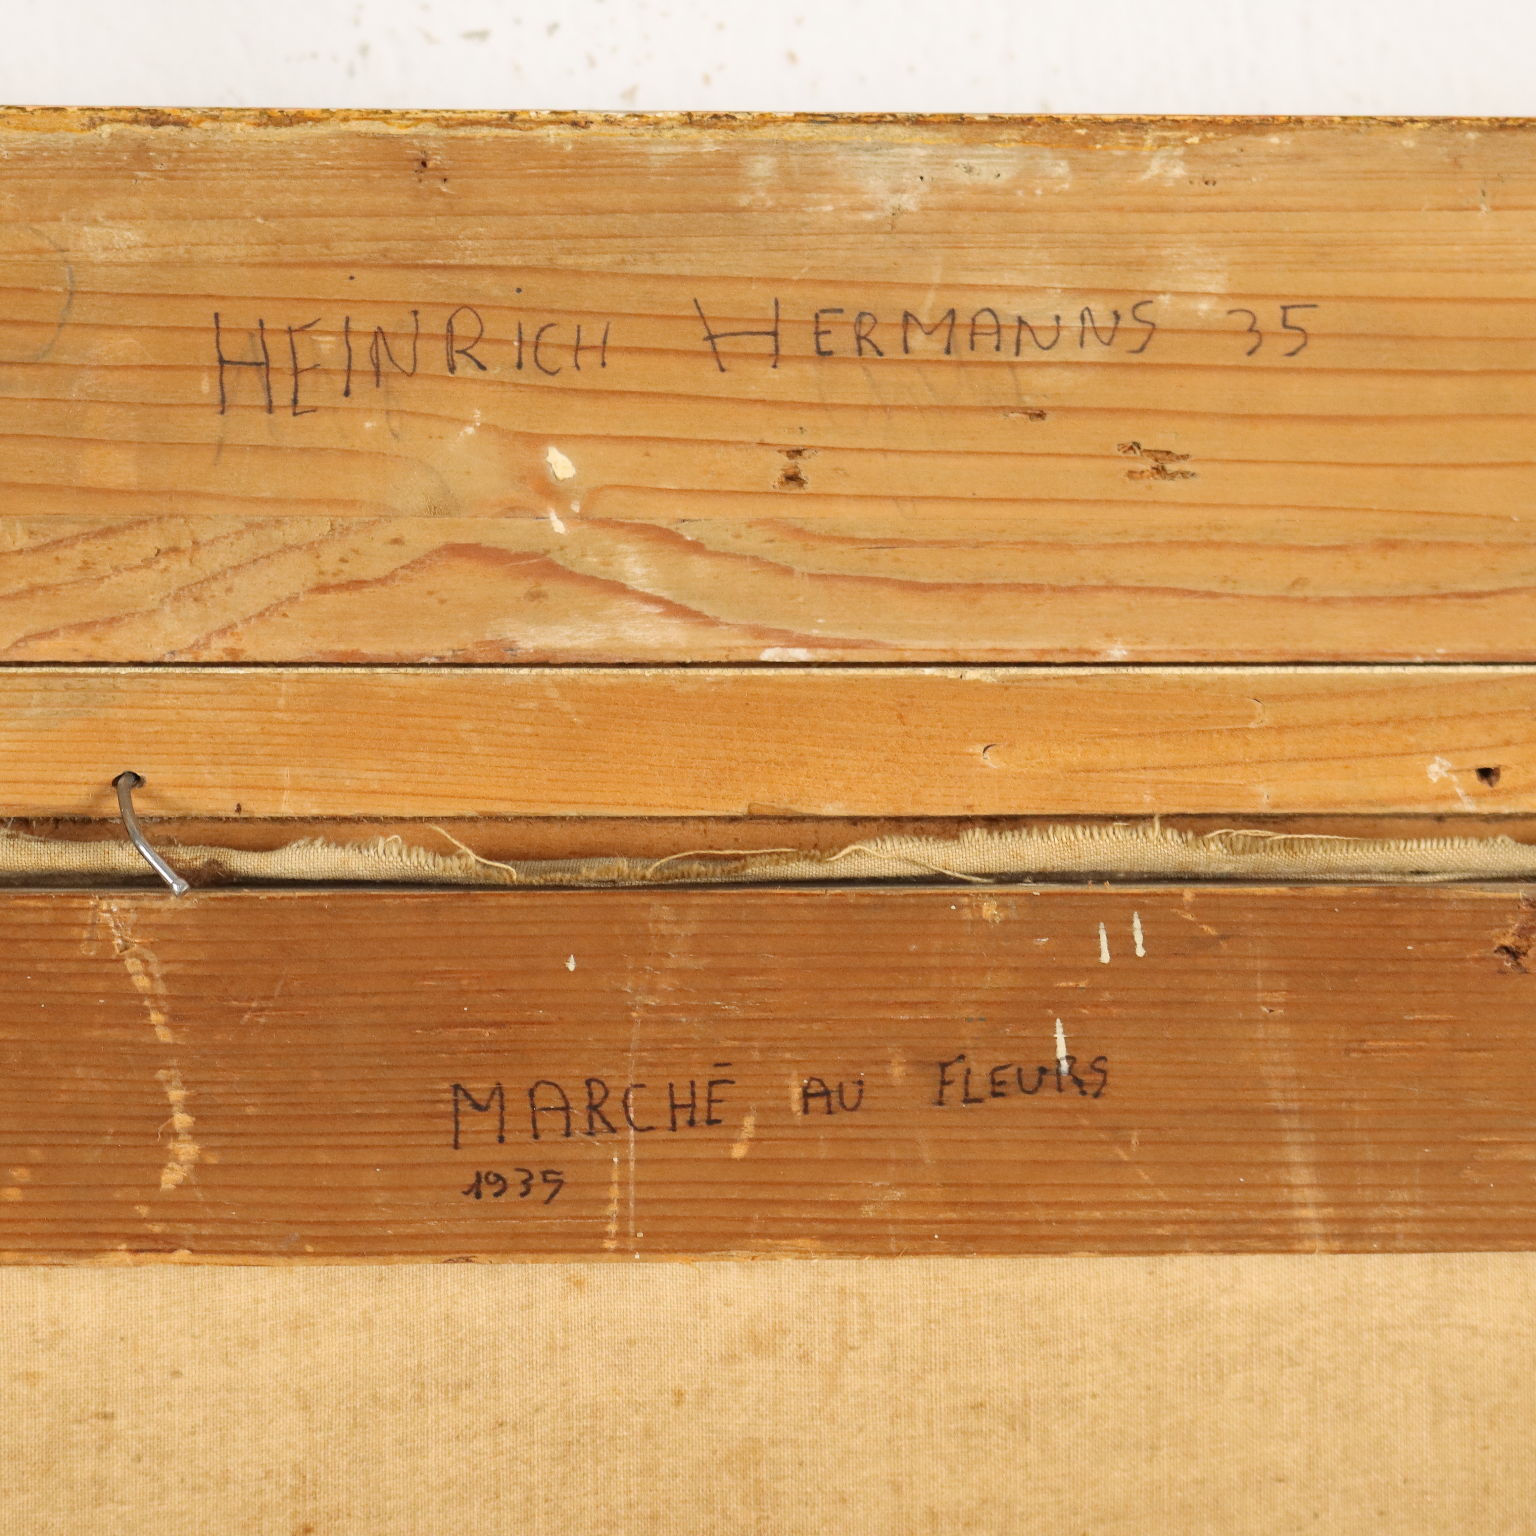 HEINRICH HERMANNS 35
MARCHÉ AU FLEURS
1935